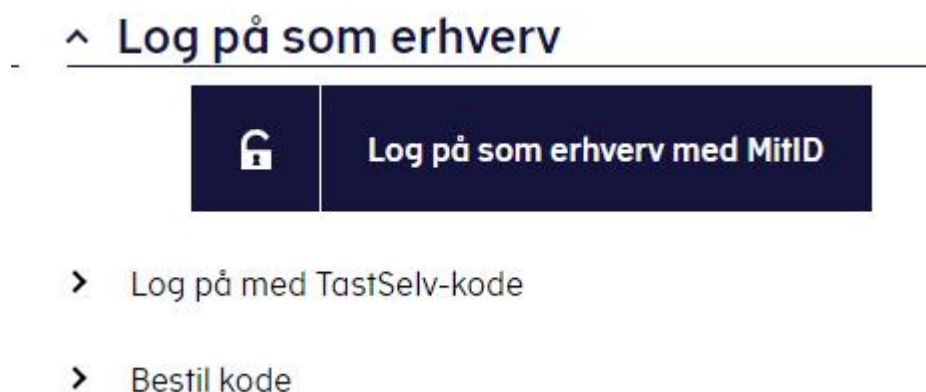 Log på som erhverv
Log på som erhverv med MitID
Log på med TastSelv-kode
Bestil kode